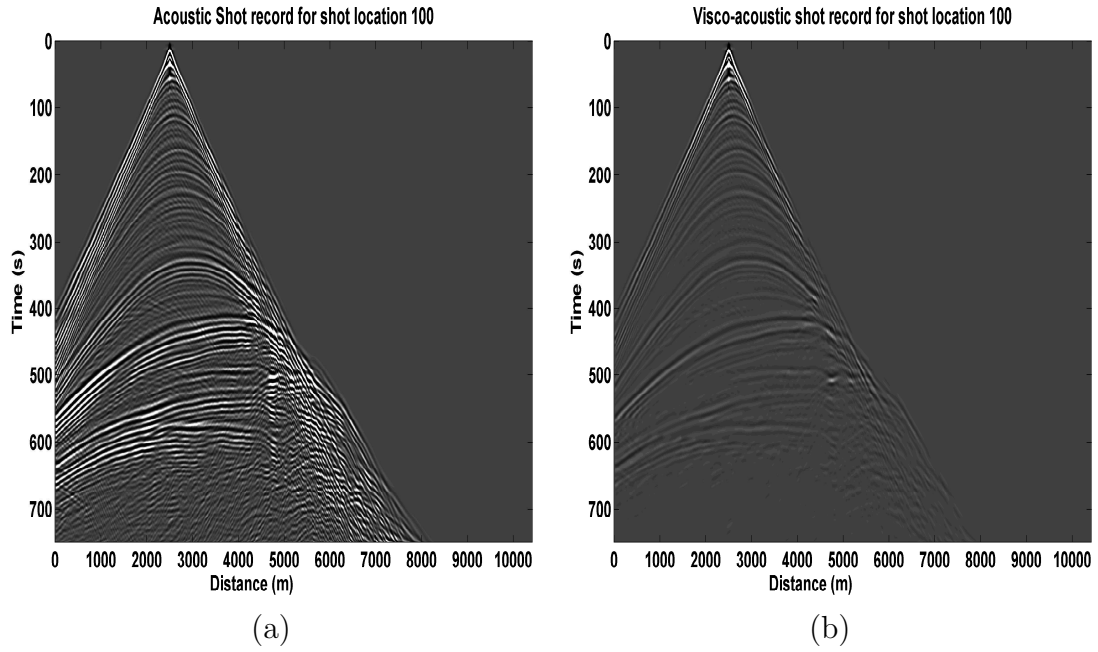 Acoustic Shot record for shot location 100
0
100
200
300
400
500
600
700
Time (s)
0 1000 2000 3000 4000 5000 6000 7000 8000 9000 10000
Distance (m)
(a)
Visco-acoustic shot record for shot location 100
0
100
200
300
400
500
600
700
Time (s)
0 1000 2000 3000 4000 5000 6000 7000 8000 9000 10000
Distance (m)
(b)